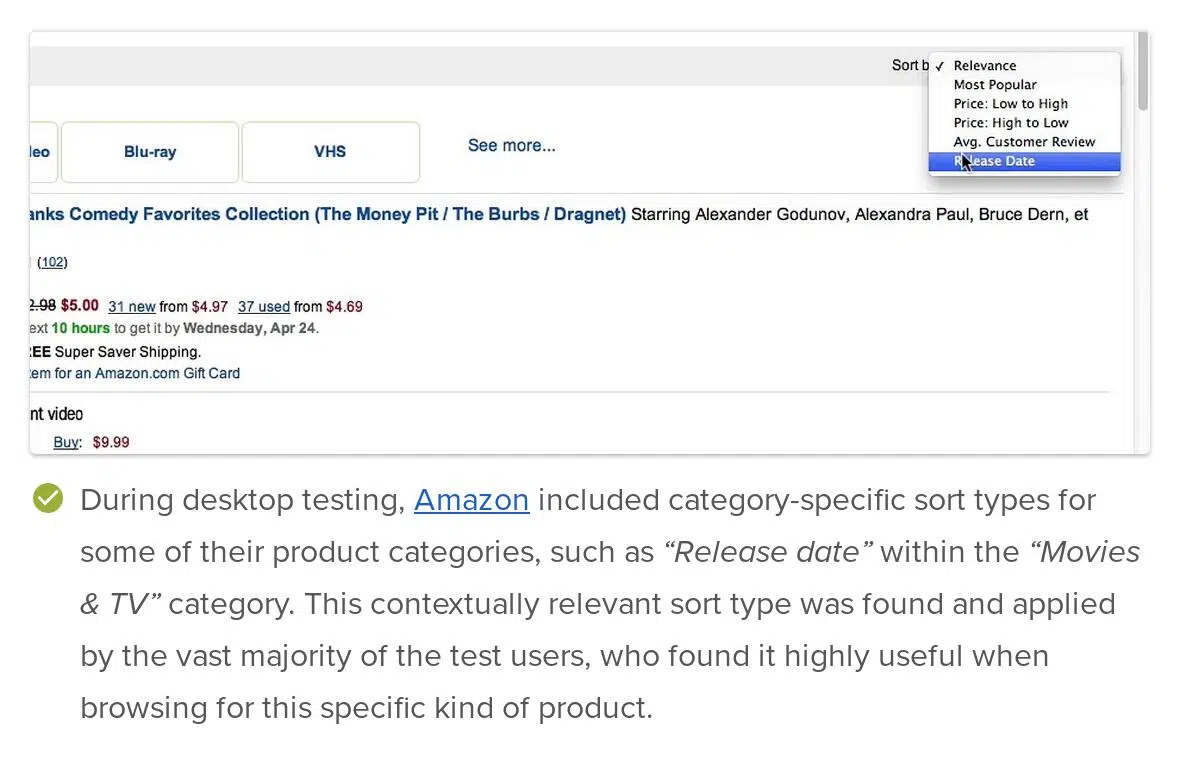 Sort b ✓ Relevance
Most Popular
Price: Low to High
Price: High to Low
Avg. Customer Review
Release Date
leo Blu-ray VHS See more...
anks Comedy Favorites Collection (The Money Pit / The Burbs / Dragnet) Starring Alexander Godunov, Alexandra Paul, Bruce Dern, et
(102)
2.98 $5.00 31 new from $4.97 37 used from $4.69
ext 10 hours to get it by Wednesday, Apr 24.
REE Super Saver Shipping.
tem for an Amazon.com Gift Card
nt video
Buy: $9.99
During desktop testing, Amazon included category-specific sort types for
some of their product categories, such as “Release date” within the “Movies
& TV” category. This contextually relevant sort type was found and applied
by the vast majority of the test users, who found it highly useful when
browsing for this specific kind of product.